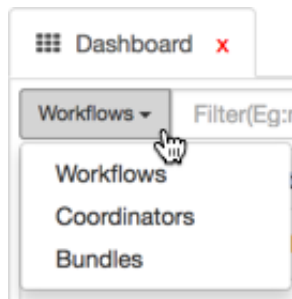 Dashboard x
Workflows
Filter(Eg:
Workflows
Coordinators
Bundles